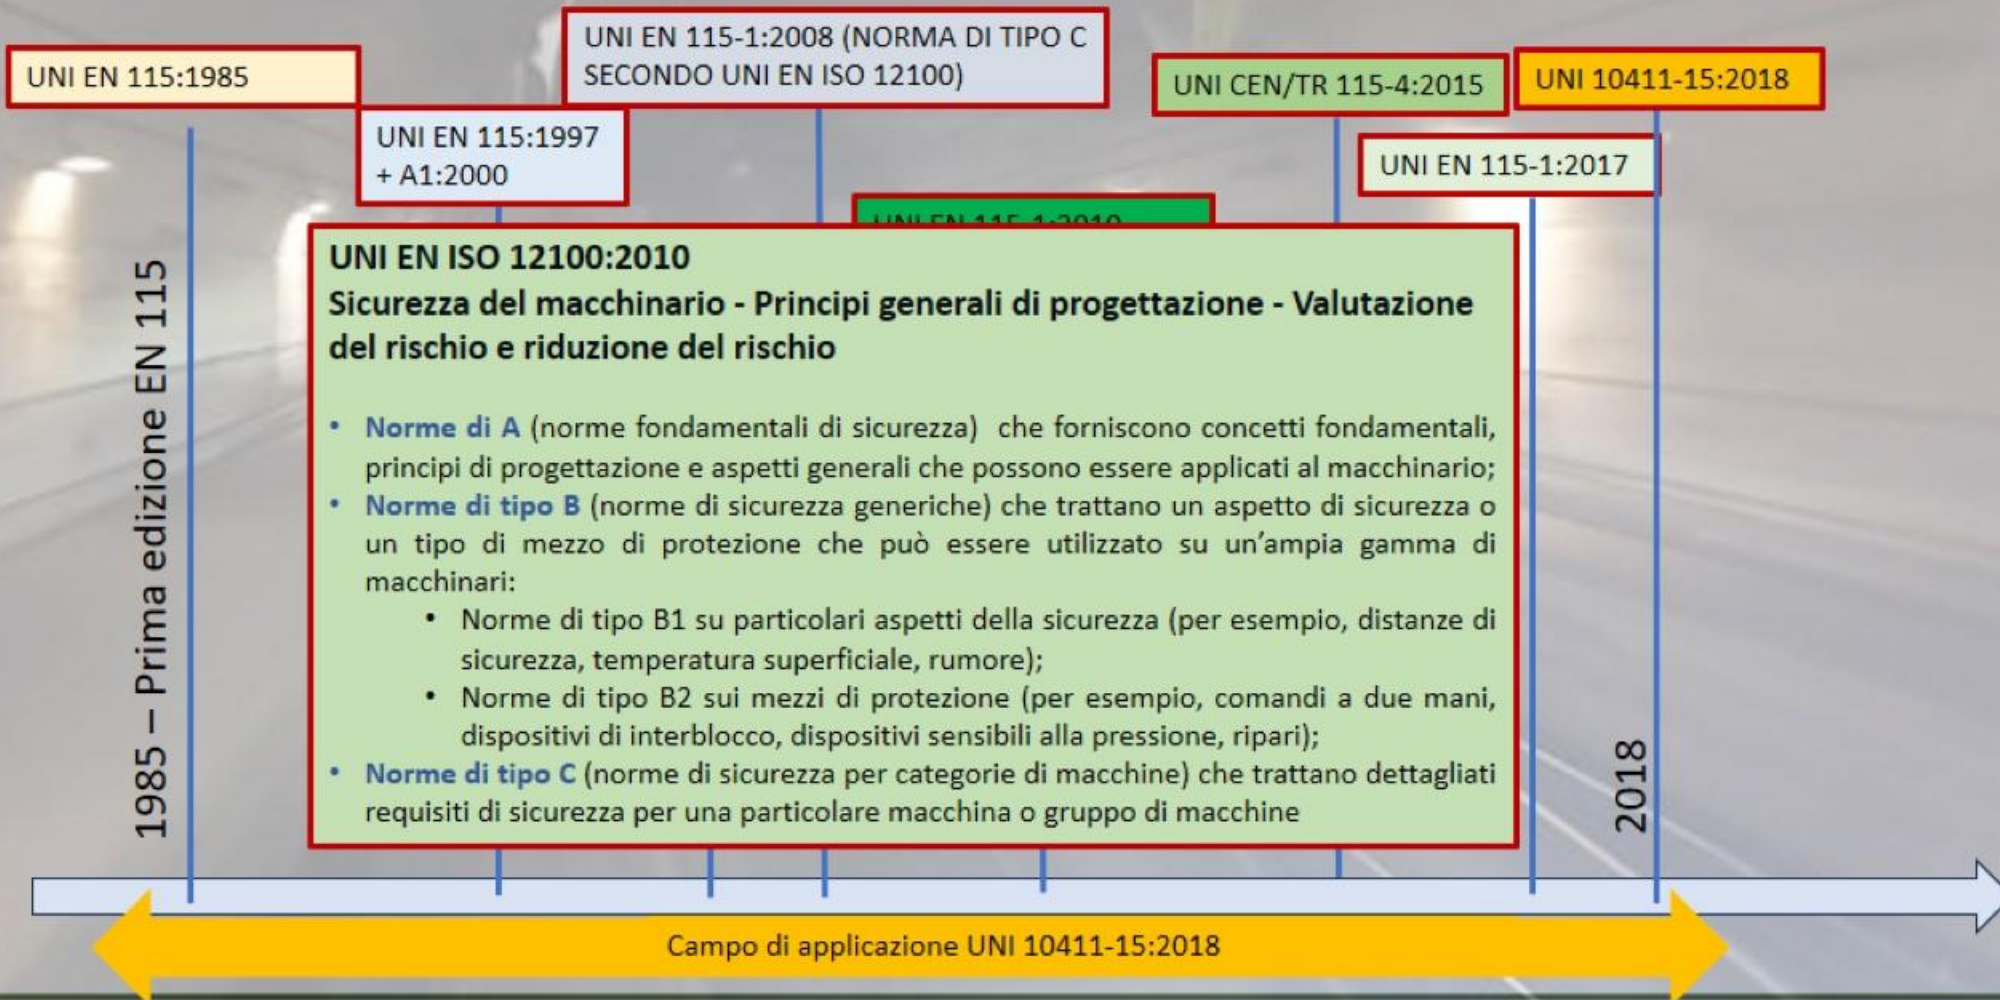 UNI EN 115:1985
UNI EN 115:1997
+ A1:2000
UNI EN 115-1:2008 (NORMA DI TIPO C
SECONDO UNI EN ISO 12100)
UNI CEN/TR 115-4:2015
UNI 10411-15:2018
UNI EN 115-1:2017
UNI EN 115-1:2010
1985 – Prima edizione EN 115
UNI EN ISO 12100:2010
Sicurezza del macchinario - Principi generali di progettazione - Valutazione
del rischio e riduzione del rischio
• Norme di A (norme fondamentali di sicurezza) che forniscono concetti fondamentali,
principi di progettazione e aspetti generali che possono essere applicati al macchinario;
• Norme di tipo B (norme di sicurezza generiche) che trattano un aspetto di sicurezza o
un tipo di mezzo di protezione che può essere utilizzato su un'ampia gamma di
macchinari:
• Norme di tipo B1 su particolari aspetti della sicurezza (per esempio, distanze di
sicurezza, temperatura superficiale, rumore);
• Norme di tipo B2 sui mezzi di protezione (per esempio, comandi a due mani,
dispositivi di interblocco, dispositivi sensibili alla pressione, ripari);
• Norme di tipo C (norme di sicurezza per categorie di macchine) che trattano dettagliati
requisiti di sicurezza per una particolare macchina o gruppo di macchine
2018
Campo di applicazione UNI 10411-15:2018